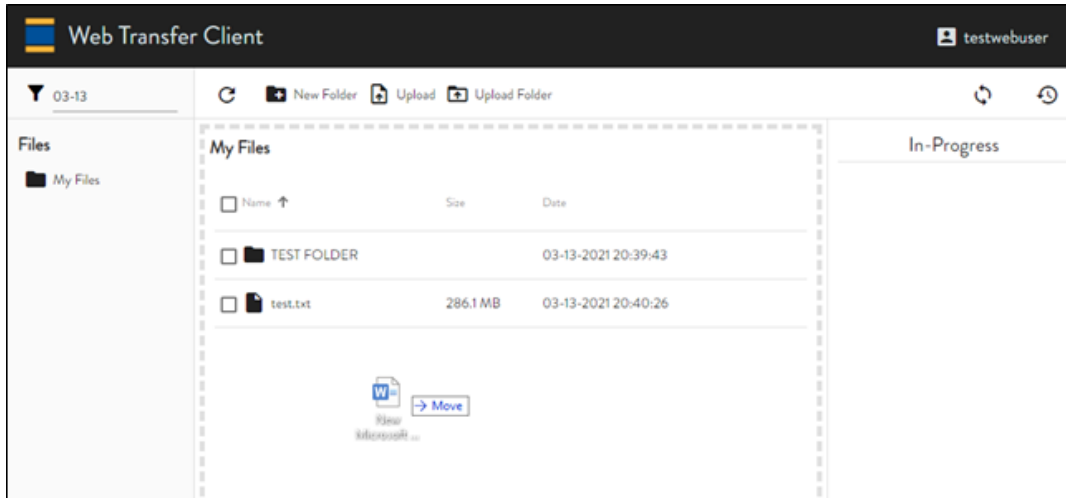 Web Transfer Client
testwebuser
03-13
New Folder Upload Upload Folder
Files
My Files
My Files
Name Size Date
TEST FOLDER 03-13-2021 20:39:43
test.txt 286.1 MB 03-13-2021 20:40:26
W
Move
New
Microsoft ...
In-Progress